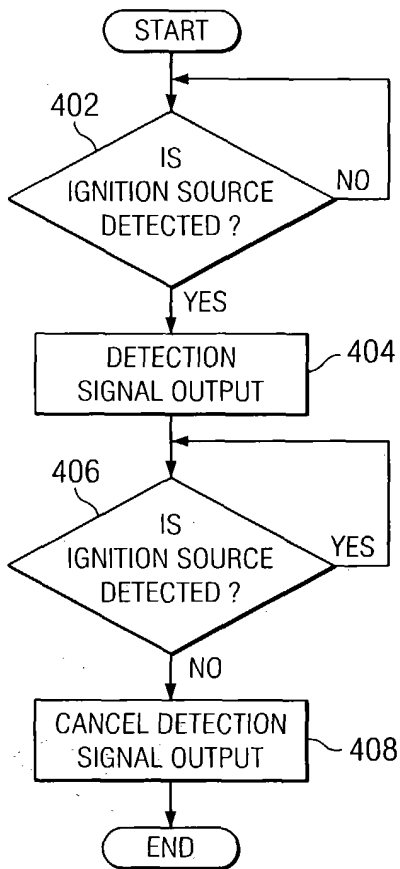 START
402
IS
IGNITION SOURCE
DETECTED ?
NO
YES
DETECTION
SIGNAL OUTPUT
404
406
IS
IGNITION SOURCE
DETECTED ?
YES
NO
CANCEL DETECTION
SIGNAL OUTPUT
408
END